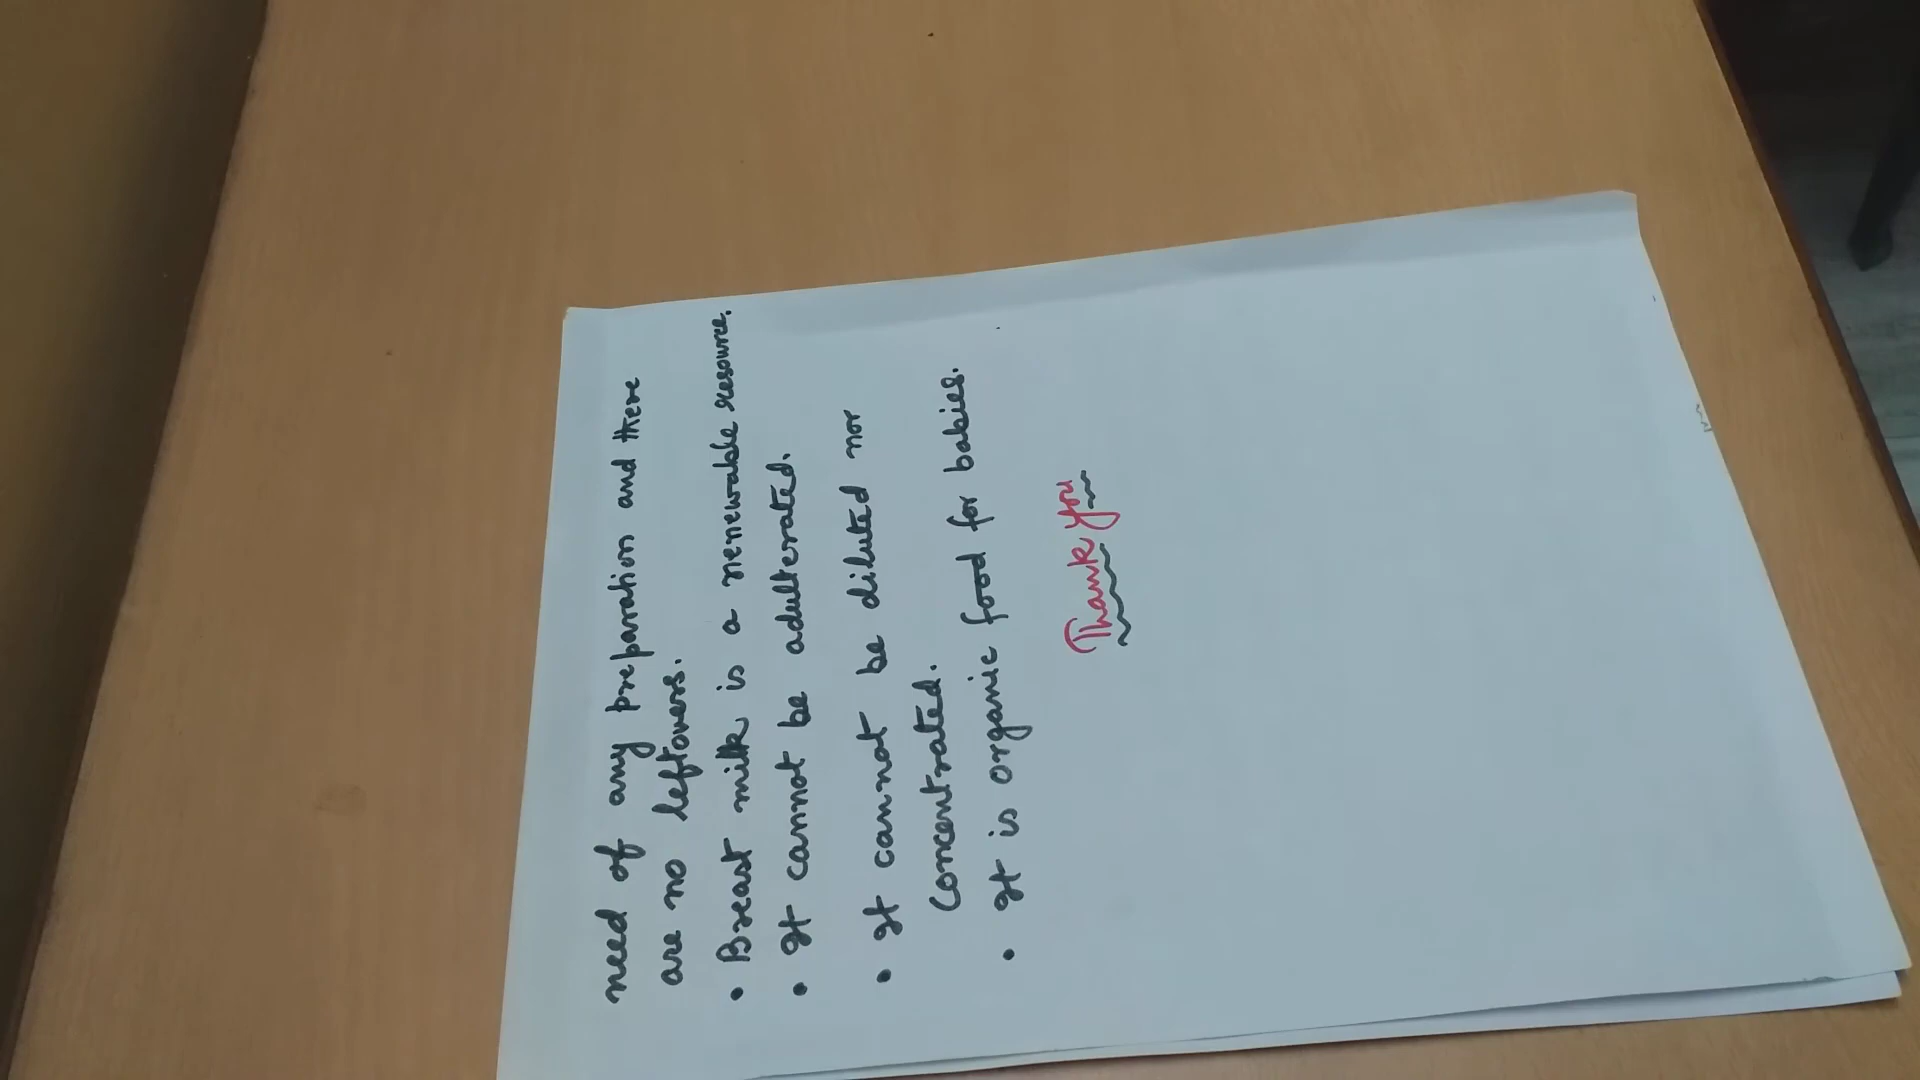 need of any preparation and there
are no leftovers.
• Breast milk is a renewable resource.
• It cannot be adulterated.
• It cannot be diluted nor
Concentrated.
• It is organic food for babies.
Thank you